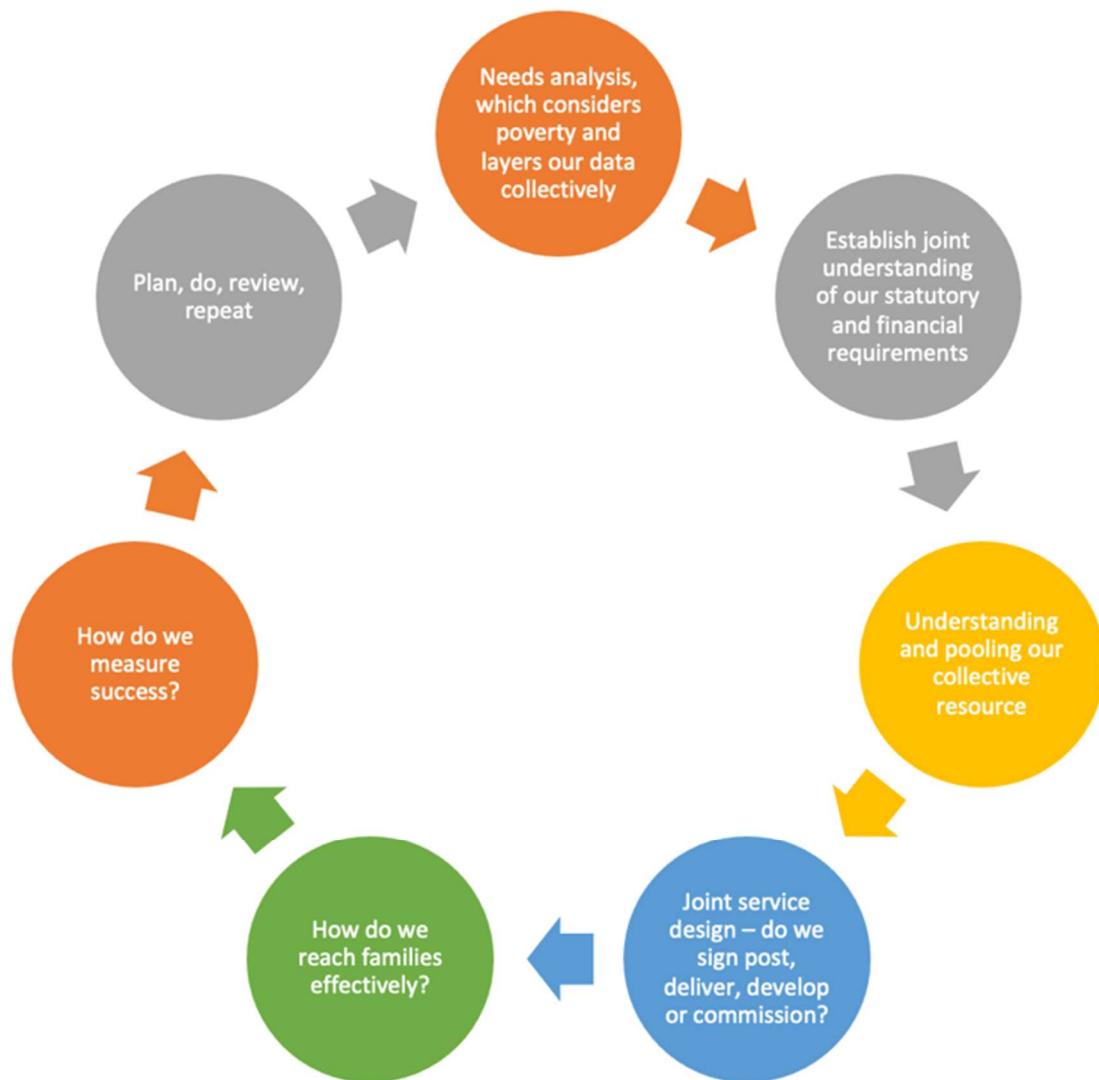 Needs analysis,
which considers
poverty and
layers our data
collectively
Establish joint
understanding
of our statutory
and financial
requirements
Understanding
and pooling our
collective
resource
Joint service
design – do we
sign post,
deliver, develop
or commission?
How do we
reach families
effectively?
How do we
measure
success?
Plan, do, review,
repeat